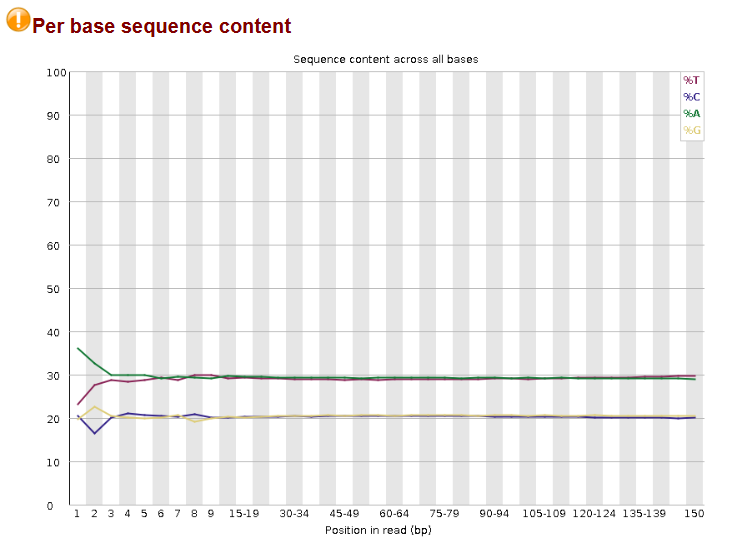 Per base sequence content
Sequence content across all bases
%T
%C
%A
%G
100
90
80
70
60
50
40
30
20
10
0
1 2 3 4 5 6 7 8 9 15-19 30-34 45-49 60-64 75-79 90-94 105-109 120-124 135-139 150
Position in read (bp)